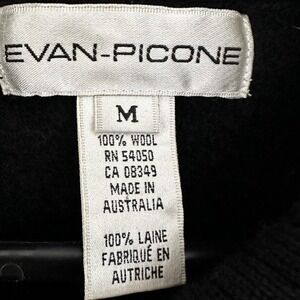 EVAN-PICONE
M
100% WOOL
RN 54050
CA 08349
MADE IN
AUSTRALIA
100% LAINE
FABRIQUÉ EN
AUTRICHE